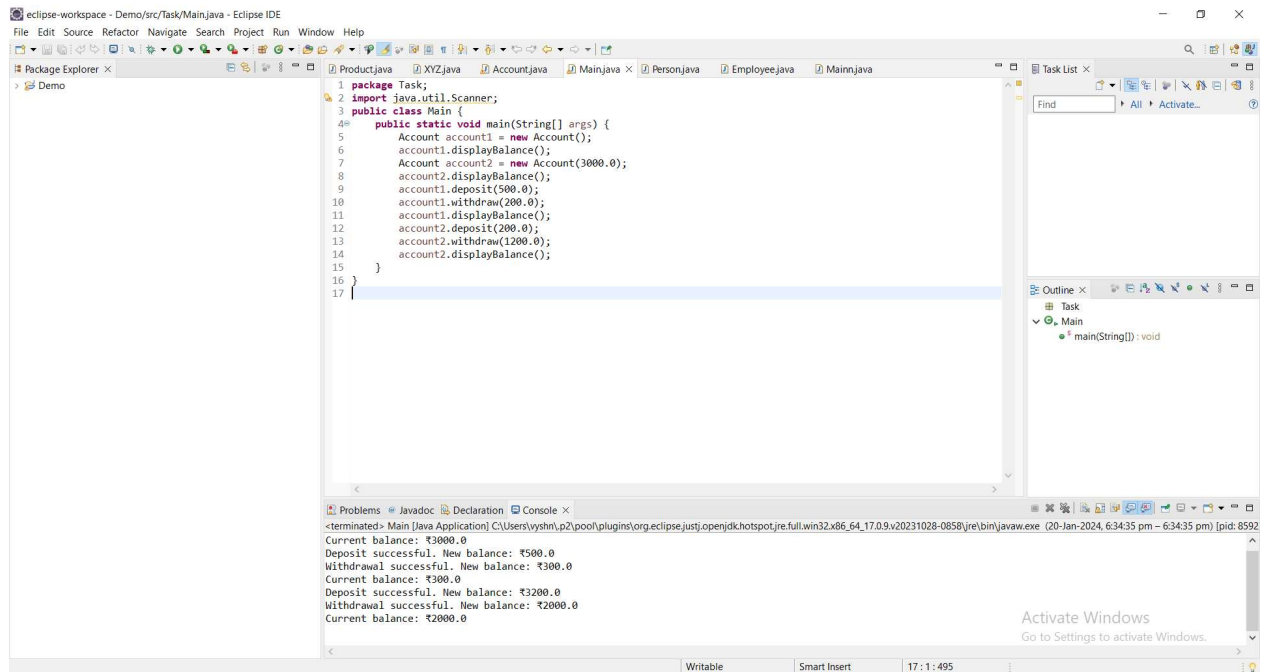 eclipse-workspace - Demo/src/Task/Main.java - Eclipse IDE
File Edit Source Refactor Navigate Search Project Run Window Help
Package Explorer
Demo
Product.java XYZ.java Account.java Main.java Person.java Employee.java Mainn.java
1 package Task;
2 import java.util.Scanner;
3 public class Main {
4 public static void main(String[] args) {
5 Account account1 = new Account();
6 account1.displayBalance();
7 Account account2 = new Account(3000.0);
8 account2.displayBalance();
9 account1.deposit(500.0);
10 account1.withdraw(200.0);
11 account1.displayBalance();
12 account2.deposit(200.0);
13 account2.withdraw(1200.0);
14 account2.displayBalance();
15 }
16 }
17
Task List
Find All Activate...
Outline
Task
Main
main(String[]) : void
Problems Javadoc Declaration Console
<terminated> Main [Java Application] C:\Users\vyshn\.p2\pool\plugins\org.eclipse.justj.openjdk.hotspot.jre.full.win32.x86_64_17.0.9.v20231028-0858\jre\bin\javaw.exe (20-Jan-2024, 6:34:35 pm – 6:34:35 pm) [pid: 8592
Current balance: ₹3000.0
Deposit successful. New balance: ₹500.0
Withdrawal successful. New balance: ₹300.0
Current balance: ₹300.0
Deposit successful. New balance: ₹3200.0
Withdrawal successful. New balance: ₹2000.0
Current balance: ₹2000.0
Activate Windows
Go to Settings to activate Windows.
Writable Smart Insert 17 : 1 : 495